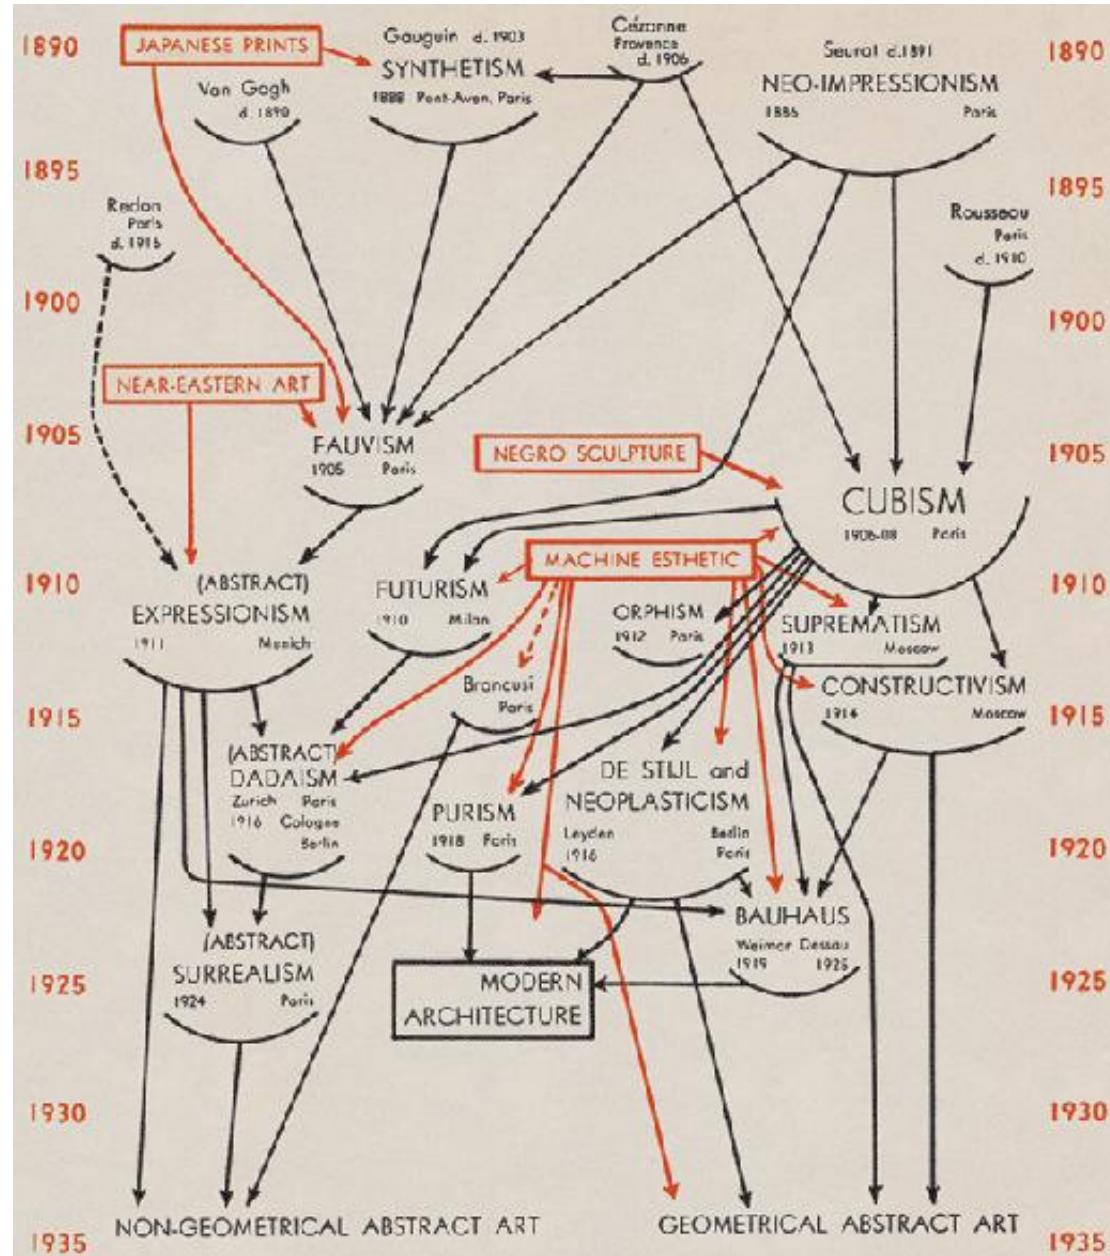 1890
JAPANESE PRINTS
Gauguin d. 1903
SYNTHETISM
1888 Pont-Aven, Paris
Cézanne
Provence
d. 1906
Seurat d.1891
NEO-IMPRESSIONISM
1886 Paris
1890
Van Gogh
d. 1890
1895
1895
Redon
Paris
d. 1916
Rousseau
Paris
d. 1910
1900
1900
NEAR-EASTERN ART
1905
FAUVISM
1905 Paris
NEGRO SCULPTURE
1905
CUBISM
1906-08 Paris
1910
(ABSTRACT)
EXPRESSIONISM
1911 Munich
FUTURISM
1910 Milan
MACHINE ESTHETIC
ORPHISM
1912 Paris
SUPREMATISM
1913 Moscow
1910
Brancusi
Paris
CONSTRUCTIVISM
1914 Moscow
1915
1915
(ABSTRACT)
DADAISM
Zurich Paris
1916 Cologne
Berlin
PURISM
1918 Paris
DE STIJL and
NEOPLASTICISM
Leyden Berlin
1916 Paris
1920
1920
BAUHAUS
Weimar Dessau
1919 1925
(ABSTRACT)
SURREALISM
1924 Paris
1925
MODERN
ARCHITECTURE
1925
1930
1930
NON-GEOMETRICAL ABSTRACT ART
GEOMETRICAL ABSTRACT ART
1935
1935